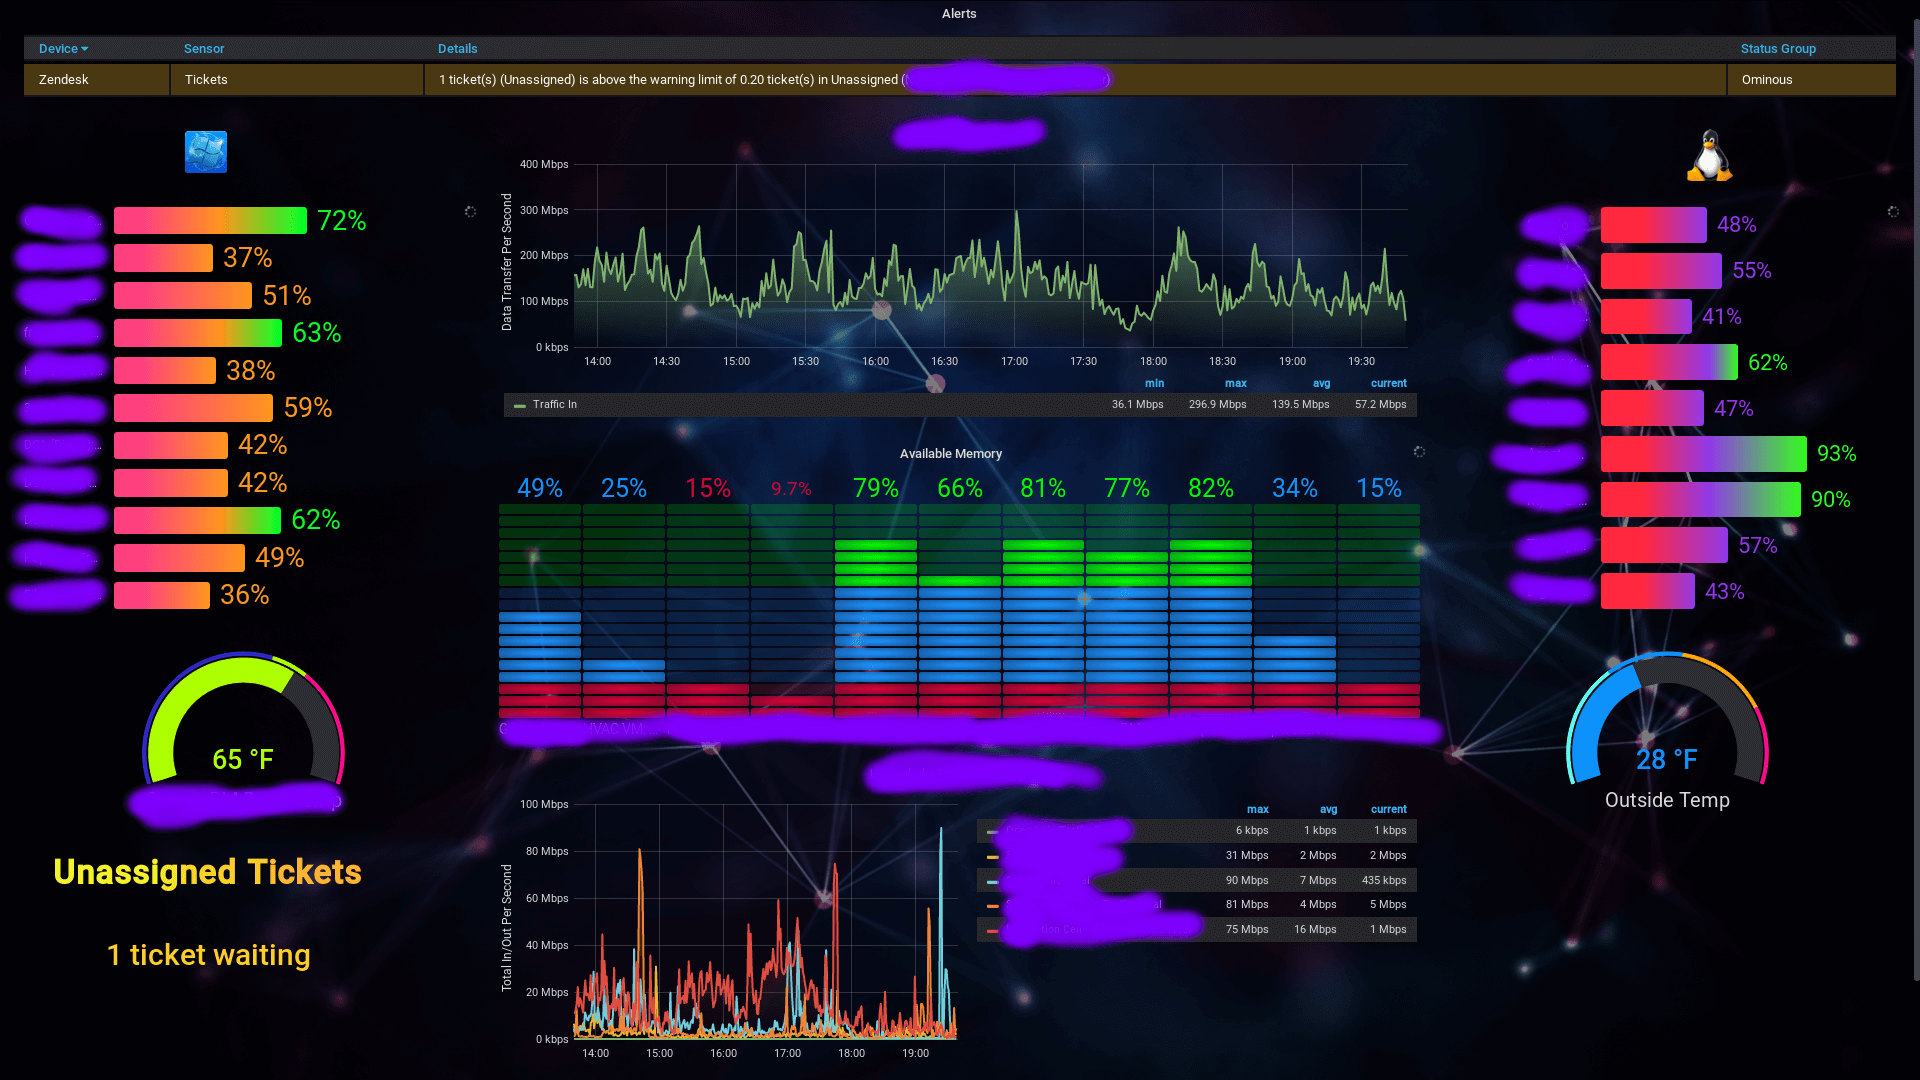 Alerts
Device Sensor Details Status Group
Zendesk Tickets 1 ticket(s) (Unassigned) is above the warning limit of 0.20 ticket(s) in Unassigned ( Ominous
72%
37%
51%
63%
38%
59%
42%
42%
62%
49%
36%
65 °F
Unassigned Tickets
1 ticket waiting
Data Transfer Per Second
400 Mbps
300 Mbps
200 Mbps
100 Mbps
0 kbps
14:00 14:30 15:00 15:30 16:00 16:30 17:00 17:30 18:00 18:30 19:00 19:30
min max avg current
Traffic In 36.1 Mbps 296.9 Mbps 139.5 Mbps 57.2 Mbps
Available Memory
49% 25% 15% 9.7% 79% 66% 81% 77% 82% 34% 15%
HVAC VM
Total In/Out Per Second
100 Mbps
80 Mbps
60 Mbps
40 Mbps
20 Mbps
0 kbps
14:00 15:00 16:00 17:00 18:00 19:00
max avg current
6 kbps 1 kbps 1 kbps
31 Mbps 2 Mbps 2 Mbps
90 Mbps 7 Mbps 435 kbps
81 Mbps 4 Mbps 5 Mbps
75 Mbps 16 Mbps 1 Mbps
48%
55%
41%
62%
47%
93%
90%
57%
43%
28 °F
Outside Temp